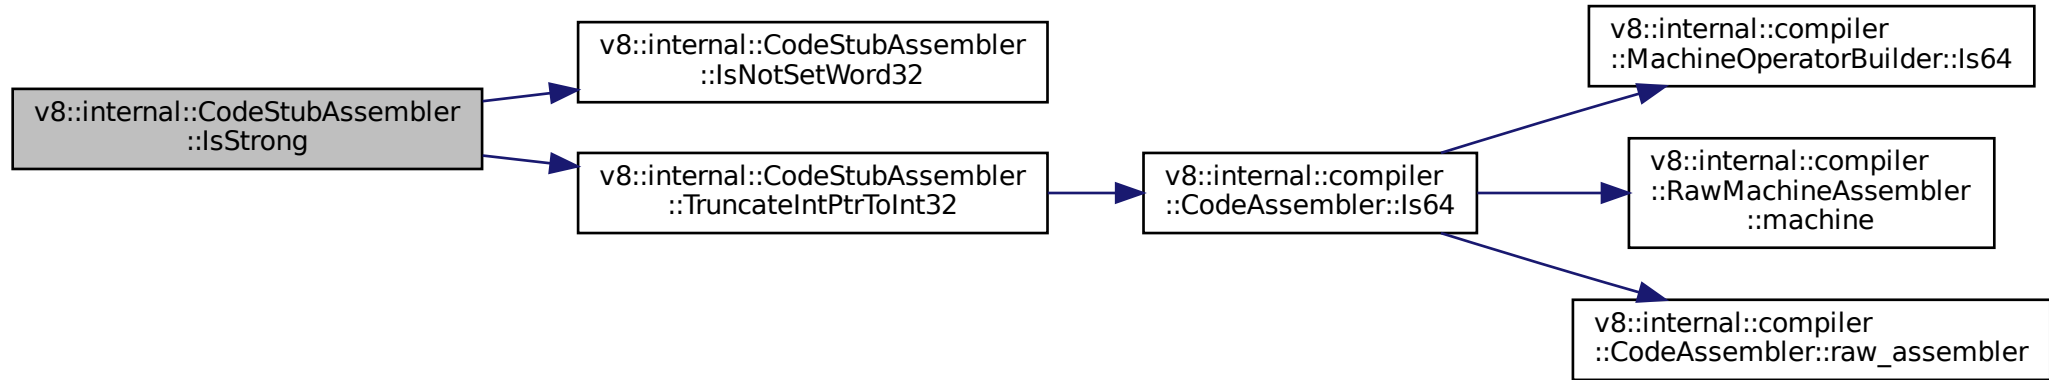 v8::internal::CodeStubAssembler
::IsStrong
v8::internal::CodeStubAssembler
::IsNotSetWord32
v8::internal::CodeStubAssembler
::TruncateIntPtrToInt32
v8::internal::compiler
::CodeAssembler::Is64
v8::internal::compiler
::MachineOperatorBuilder::Is64
v8::internal::compiler
::RawMachineAssembler
::machine
v8::internal::compiler
::CodeAssembler::raw_assembler